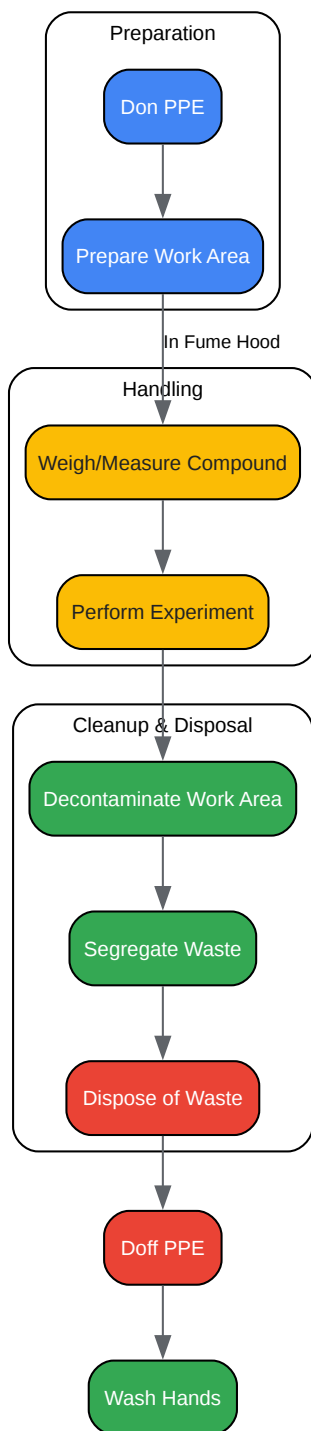 Preparation
Don PPE
Prepare Work Area
In Fume Hood
Handling
Weigh/Measure Compound
Perform Experiment
Cleanup & Disposal
Decontaminate Work Area
Segregate Waste
Dispose of Waste
Doff PPE
Wash Hands